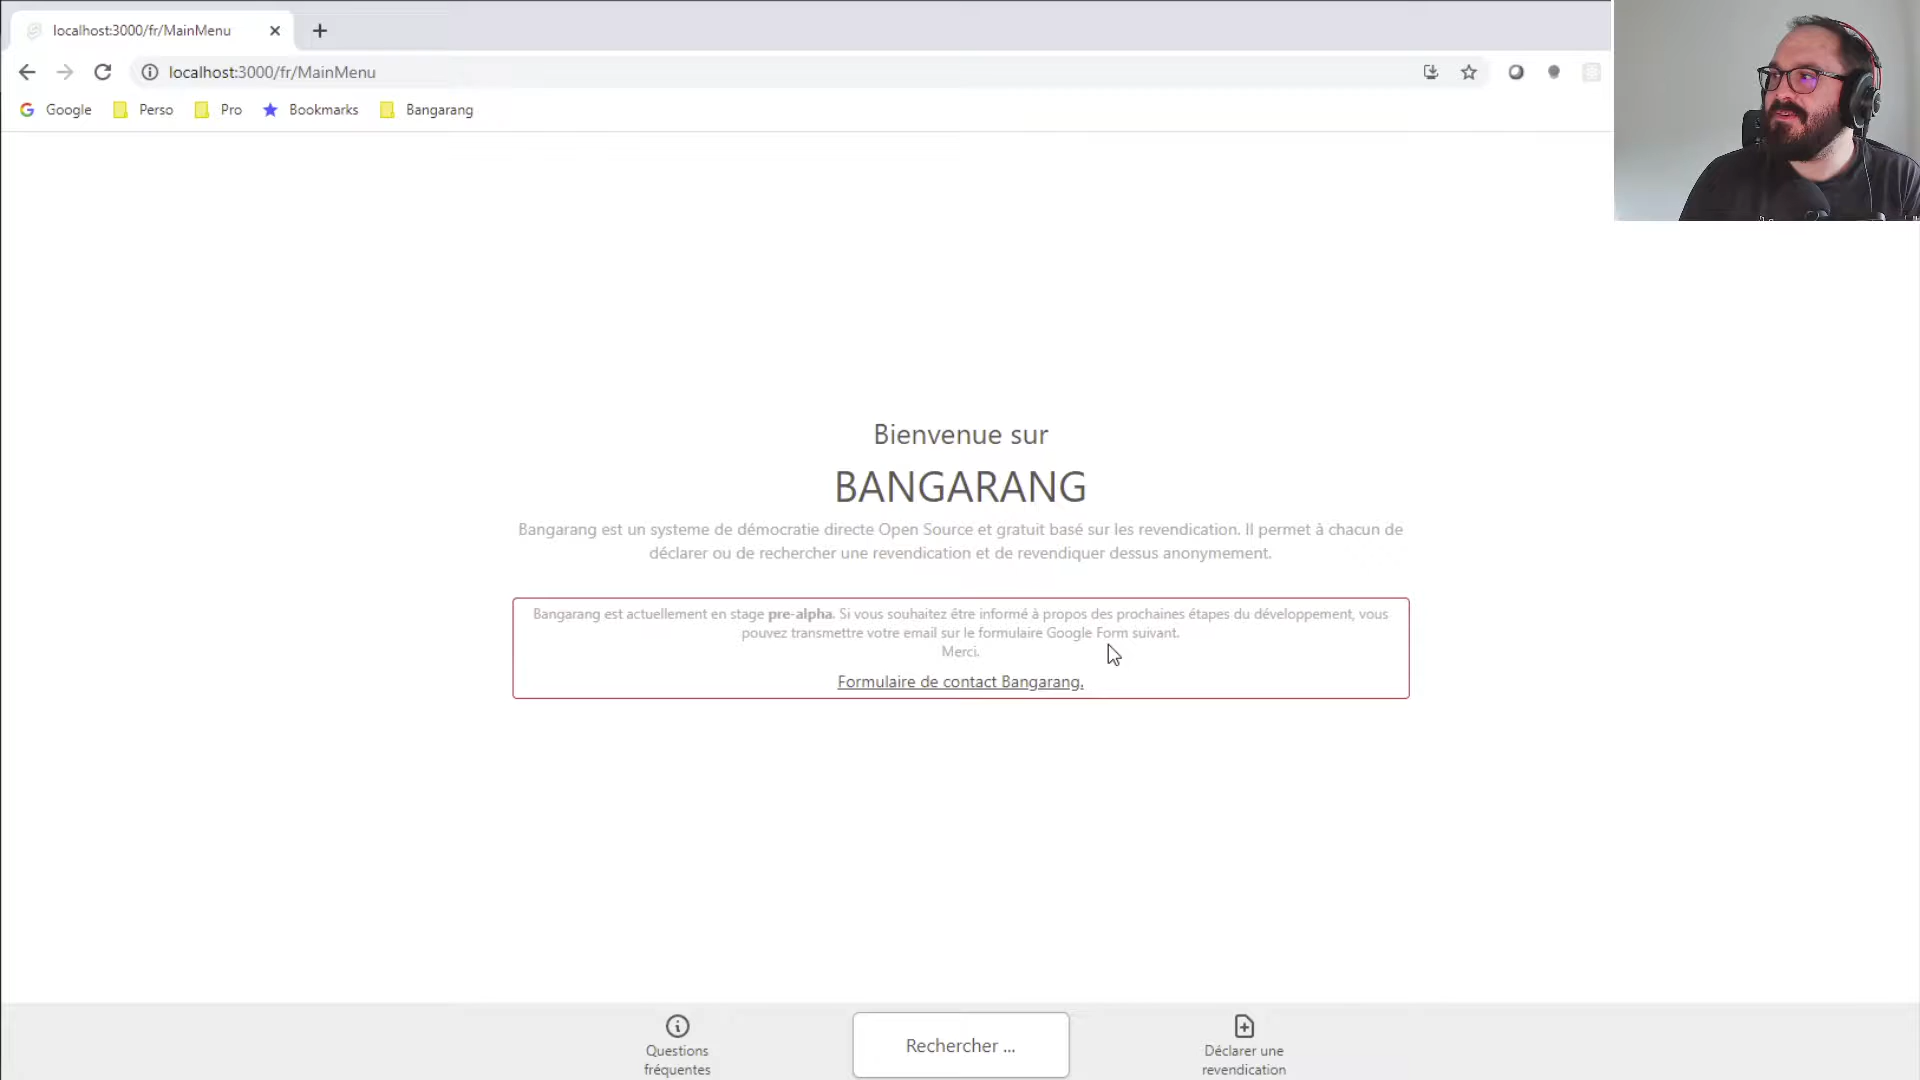 localhost:3000/fr/MainMenu
localhost:3000/fr/MainMenu
Google Perso Pro Bookmarks Bangarang
Bienvenue sur
BANGARANG
Bangarang est un systeme de démocratie directe Open Source et gratuit basé sur les revendication. Il permet à chacun de
déclarer ou de rechercher une revendication et de revendiquer dessus anonymement.
Bangarang est actuellement en stage pre-alpha. Si vous souhaitez être informé à propos des prochaines étapes du développement, vous
pouvez transmettre votre email sur le formulaire Google Form suivant.
Merci.
Formulaire de contact Bangarang.
Questions
fréquentes
Rechercher ...
Déclarer une
revendication